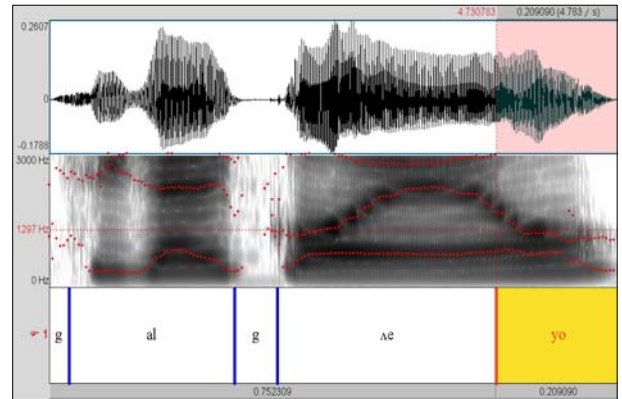 4.730783 0.209090 (4.783 / s)
0.2607
0
-0.1788
3000 Hz
1297 Hz
0 Hz
1 g al g ʌe yo
0.752309 0.209090